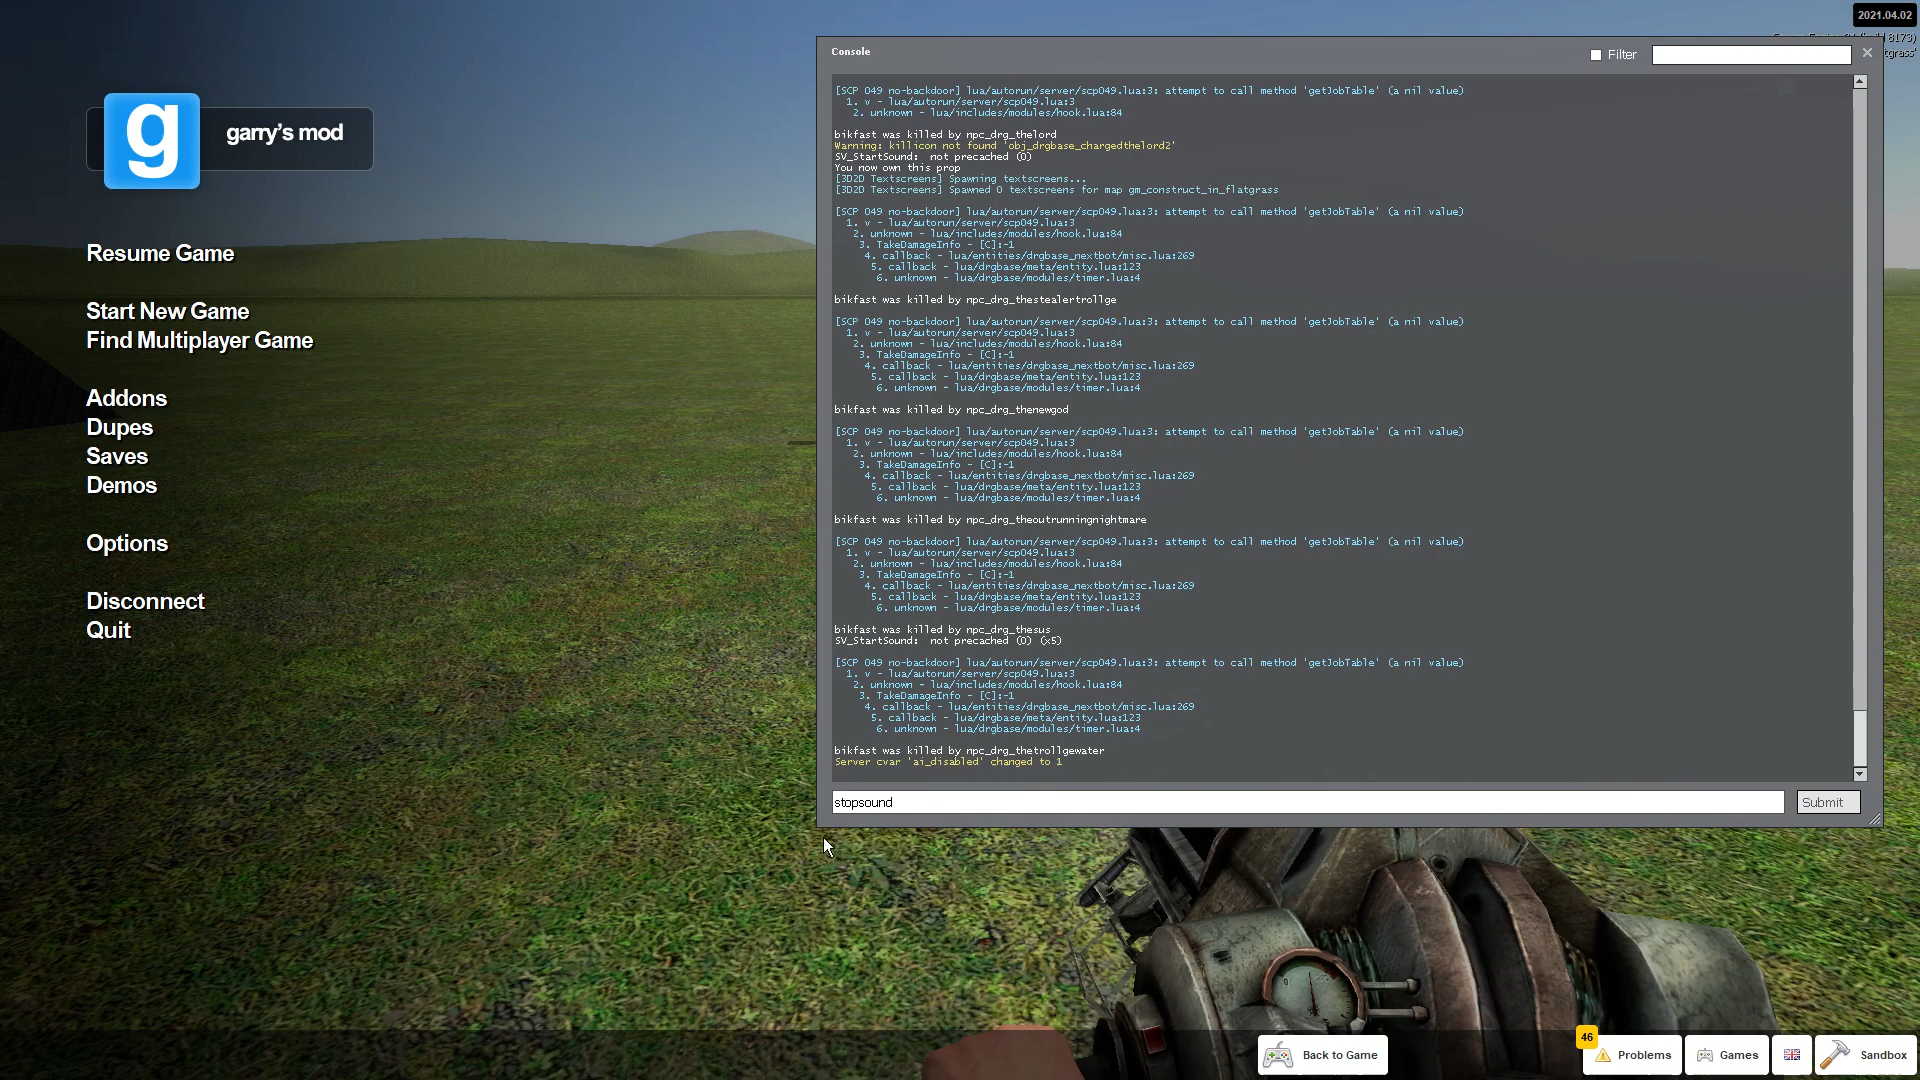 2021.04.02
8173)
tgrass'
g
garry's mod
Resume Game
Start New Game
Find Multiplayer Game
Addons
Dupes
Saves
Demos
Options
Disconnect
Quit
Console
Filter
[SCP 049 no-backdoor] lua/autorun/server/scp049.lua:3: attempt to call method 'getJobTable' (a nil value)
1. v - lua/autorun/server/scp049.lua:3
2. unknown - lua/includes/modules/hook.lua:84
bikfast was killed by npc_drg_thelord
Warning: killicon not found 'obj_drgbase_chargedthelord2'
SV_StartSound: not precached (0)
You now own this prop
[3D2D Textscreens] Spawning textscreens...
[3D2D Textscreens] Spawned 0 textscreens for map gm_construct_in_flatgrass
[SCP 049 no-backdoor] lua/autorun/server/scp049.lua:3: attempt to call method 'getJobTable' (a nil value)
1. v - lua/autorun/server/scp049.lua:3
2. unknown - lua/includes/modules/hook.lua:84
3. TakeDamageInfo - [C]:-1
4. callback - lua/entities/drgbase_nextbot/misc.lua:269
5. callback - lua/drgbase/meta/entity.lua:123
6. unknown - lua/drgbase/modules/timer.lua:4
bikfast was killed by npc_drg_thestealertrollge
[SCP 049 no-backdoor] lua/autorun/server/scp049.lua:3: attempt to call method 'getJobTable' (a nil value)
1. v - lua/autorun/server/scp049.lua:3
2. unknown - lua/includes/modules/hook.lua:84
3. TakeDamageInfo - [C]:-1
4. callback - lua/entities/drgbase_nextbot/misc.lua:269
5. callback - lua/drgbase/meta/entity.lua:123
6. unknown - lua/drgbase/modules/timer.lua:4
bikfast was killed by npc_drg_thenewgod
[SCP 049 no-backdoor] lua/autorun/server/scp049.lua:3: attempt to call method 'getJobTable' (a nil value)
1. v - lua/autorun/server/scp049.lua:3
2. unknown - lua/includes/modules/hook.lua:84
3. TakeDamageInfo - [C]:-1
4. callback - lua/entities/drgbase_nextbot/misc.lua:269
5. callback - lua/drgbase/meta/entity.lua:123
6. unknown - lua/drgbase/modules/timer.lua:4
bikfast was killed by npc_drg_theoutrunningnightmare
[SCP 049 no-backdoor] lua/autorun/server/scp049.lua:3: attempt to call method 'getJobTable' (a nil value)
1. v - lua/autorun/server/scp049.lua:3
2. unknown - lua/includes/modules/hook.lua:84
3. TakeDamageInfo - [C]:-1
4. callback - lua/entities/drgbase_nextbot/misc.lua:269
5. callback - lua/drgbase/meta/entity.lua:123
6. unknown - lua/drgbase/modules/timer.lua:4
bikfast was killed by npc_drg_thesus
SV_StartSound: not precached (0) (x5)
[SCP 049 no-backdoor] lua/autorun/server/scp049.lua:3: attempt to call method 'getJobTable' (a nil value)
1. v - lua/autorun/server/scp049.lua:3
2. unknown - lua/includes/modules/hook.lua:84
3. TakeDamageInfo - [C]:-1
4. callback - lua/entities/drgbase_nextbot/misc.lua:269
5. callback - lua/drgbase/meta/entity.lua:123
6. unknown - lua/drgbase/modules/timer.lua:4
bikfast was killed by npc_drg_thetrollgewater
Server cvar 'ai_disabled' changed to 1
stopsound
Submit
Back to Game
46
Problems
Games
Sandbox